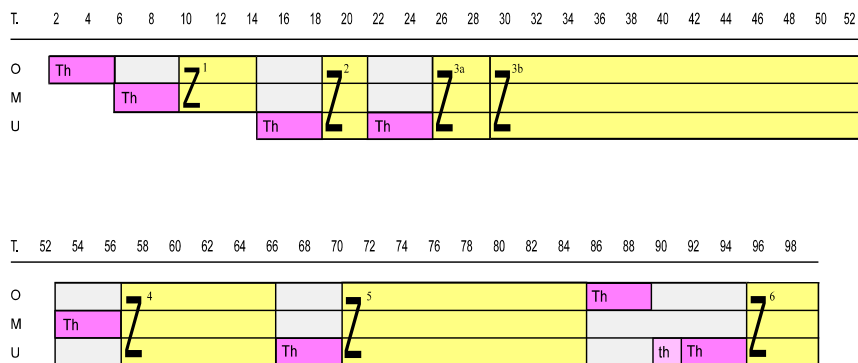 T. 2 4 6 8 10 12 14 16 18 20 22 24 26 28 30 32 34 36 38 40 42 44 46 48 50 52
O Th Z 1 Z 2 Z 3a Z 3b
M Th
U Th Th
T. 52 54 56 58 60 62 64 66 68 70 72 74 76 78 80 82 84 86 88 90 92 94 96 98
O Z 4 Z 5 Th Z 6
M Th
U Th th Th